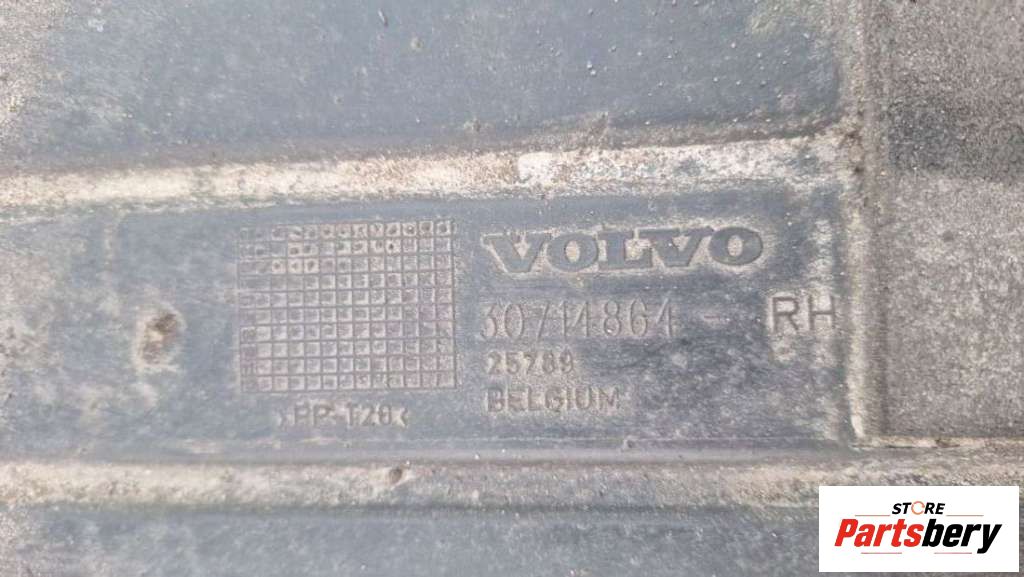 VOLVO
30714864 - RH
25789
BELGIUM
>PP-T20<
STORE
Partsbery